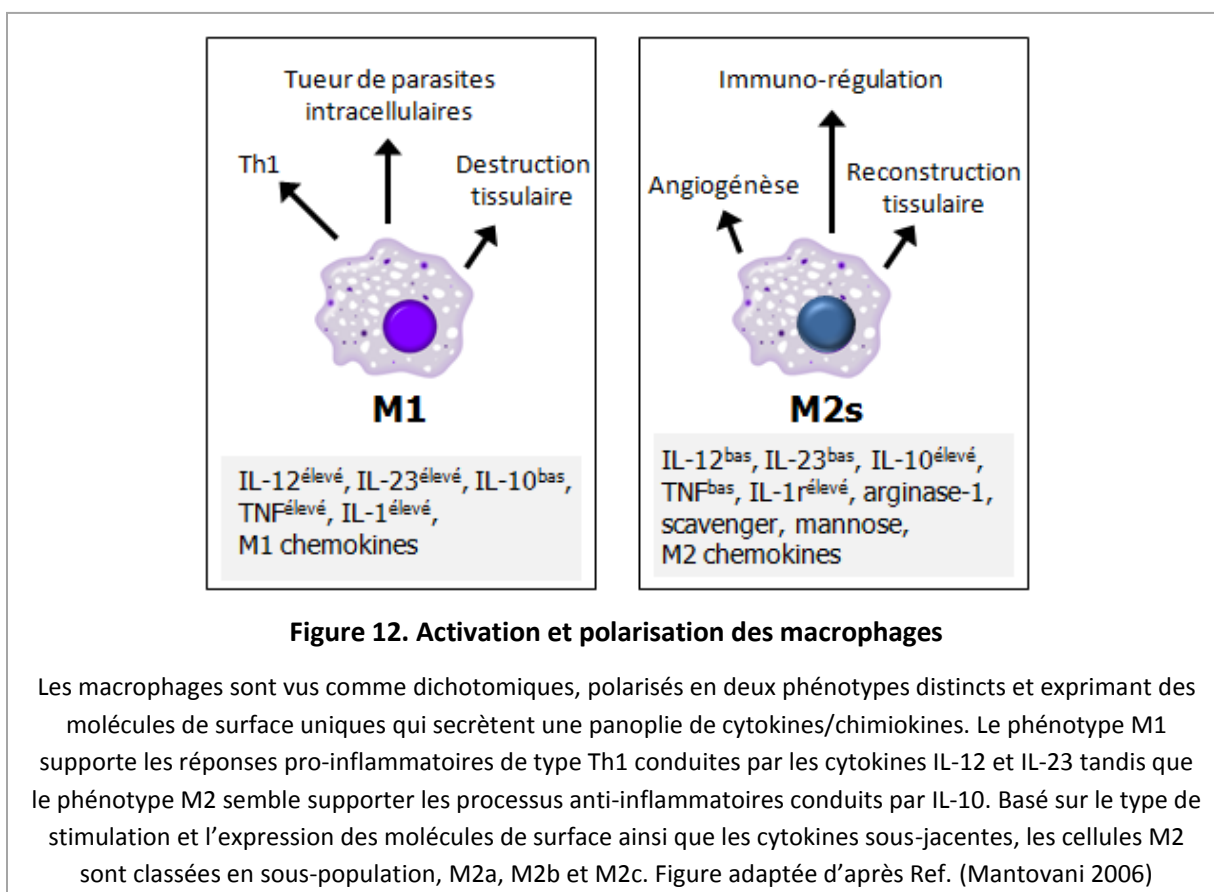 Tueur de parasites
intracellulaires
Th1
Destruction
tissulaire
M1
IL-12élevé, IL-23élevé, IL-10bas,
TNFélevé, IL-1élevé,
M1 chemokines
Immuno-régulation
Angiogénèse
Reconstruction
tissulaire
M2s
IL-12bas, IL-23bas, IL-10élevé,
TNFbas, IL-1rélevé, arginase-1,
scavenger, mannose,
M2 chemokines
Figure 12. Activation et polarisation des macrophages
Les macrophages sont vus comme dichotomiques, polarisés en deux phénotypes distincts et exprimant des
molécules de surface uniques qui secrètent une panoplie de cytokines/chimiokines. Le phénotype M1
supporte les réponses pro-inflammatoires de type Th1 conduites par les cytokines IL-12 et IL-23 tandis que
le phénotype M2 semble supporter les processus anti-inflammatoires conduits par IL-10. Basé sur le type de
stimulation et l'expression des molécules de surface ainsi que les cytokines sous-jacentes, les cellules M2
sont classées en sous-population, M2a, M2b et M2c. Figure adaptée d'après Ref. (Mantovani 2006)